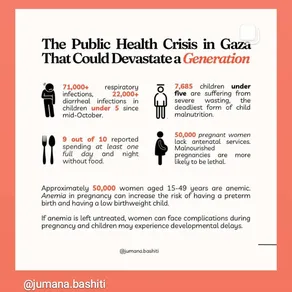 The Public Health Crisis in Gaza
That Could Devastate a Generation
71,000+ respiratory
infections, 22,000+
diarrheal infections in
children under 5 since
mid-October.
7,685 children under
five are suffering from
severe wasting, the
deadliest form of child
malnutrition.
9 out of 10 reported
spending at least one
full day and night
without food.
50,000 pregnant women
lack antenatal services.
Malnourished
pregnancies are more
likely to be lethal.
Approximately 50,000 women aged 15-49 years are anemic.
Anemia in pregnancy can increase the risk of having a preterm
birth and having a low birthweight child.
If anemia is left untreated, women can face complications during
pregnancy and children may experience developmental delays.
@jumana.bashiti
@jumana.bashiti